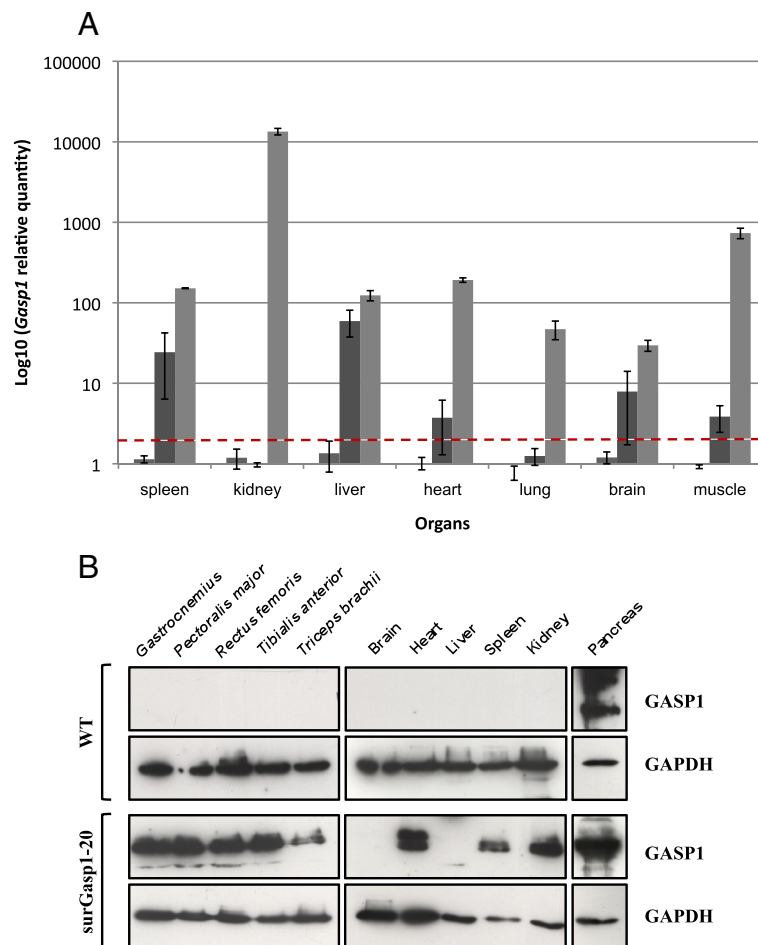 A
Log10 (Gasp1 relative quantity)
100000
10000
1000
100
10
1
spleen kidney liver heart lung brain muscle
Organs
B
Gastrocnemius Pectoralis major Rectus femoris Tibialis anterior Triceps brachii Brain Heart Liver Spleen Kidney Pancreas
WT
GASP1
GAPDH
surGasp1-20
GASP1
GAPDH